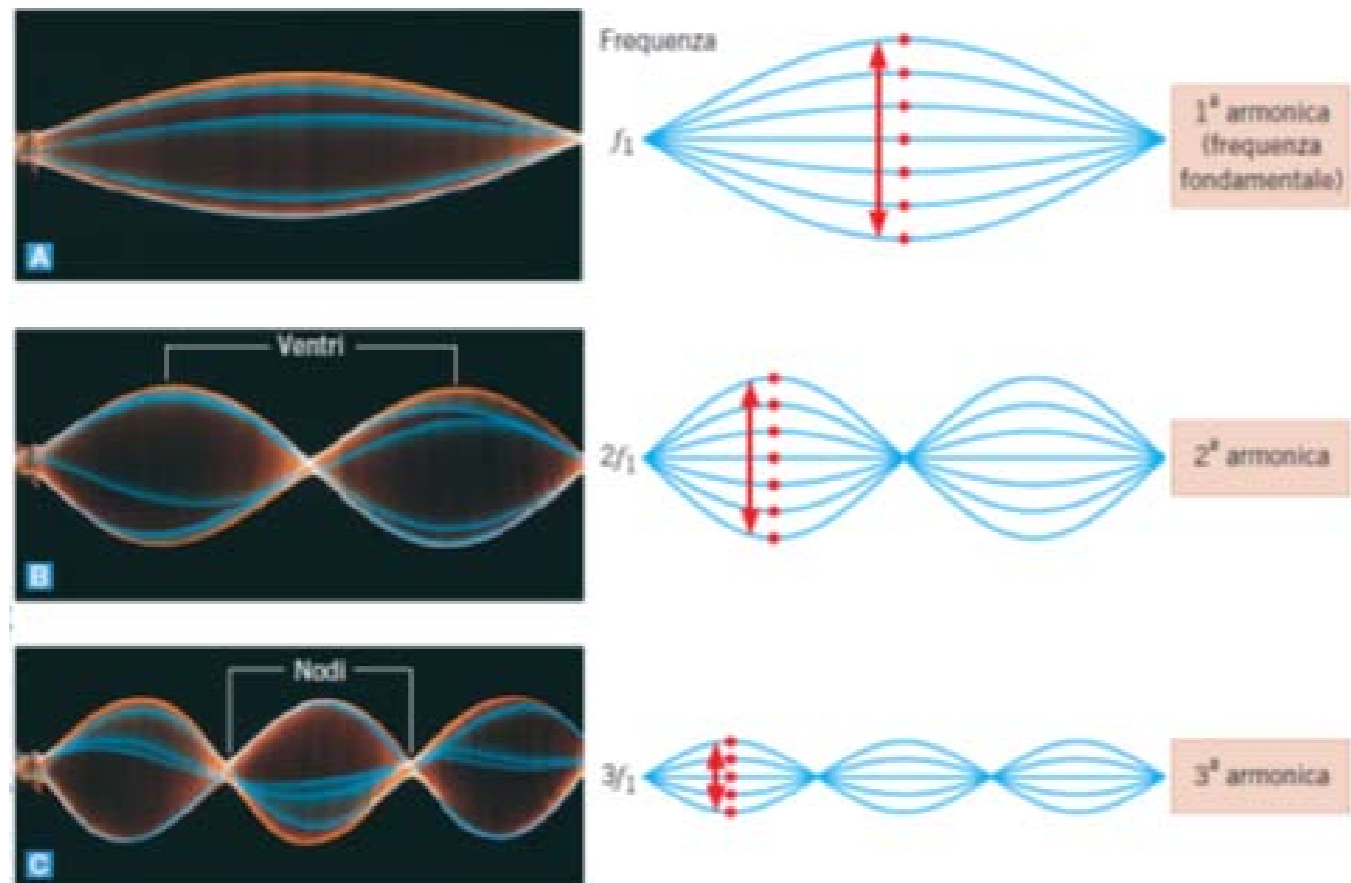 Frequenza
f₁
1ª armonica
(frequenza
fondamentale)
A
Ventri
2f₁
2ª armonica
B
Nodi
3f₁
3ª armonica
C